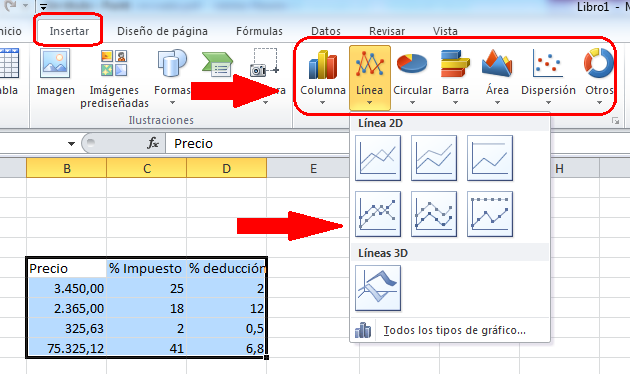 Libro1 - M
nicio Insertar Diseño de página Fórmulas Datos Revisar Vista
bla Imagen Imágenes prediseñadas Formas ra Columna Línea Circular Barra Área Dispersión Otros
Ilustraciones
Línea 2D
fx Precio
B C D E H
Líneas 3D
Precio % Impuesto % deducción
3.450,00 25 2
2.365,00 18 12
325,63 2 0,5
75.325,12 41 6,8
Todos los tipos de gráfico...